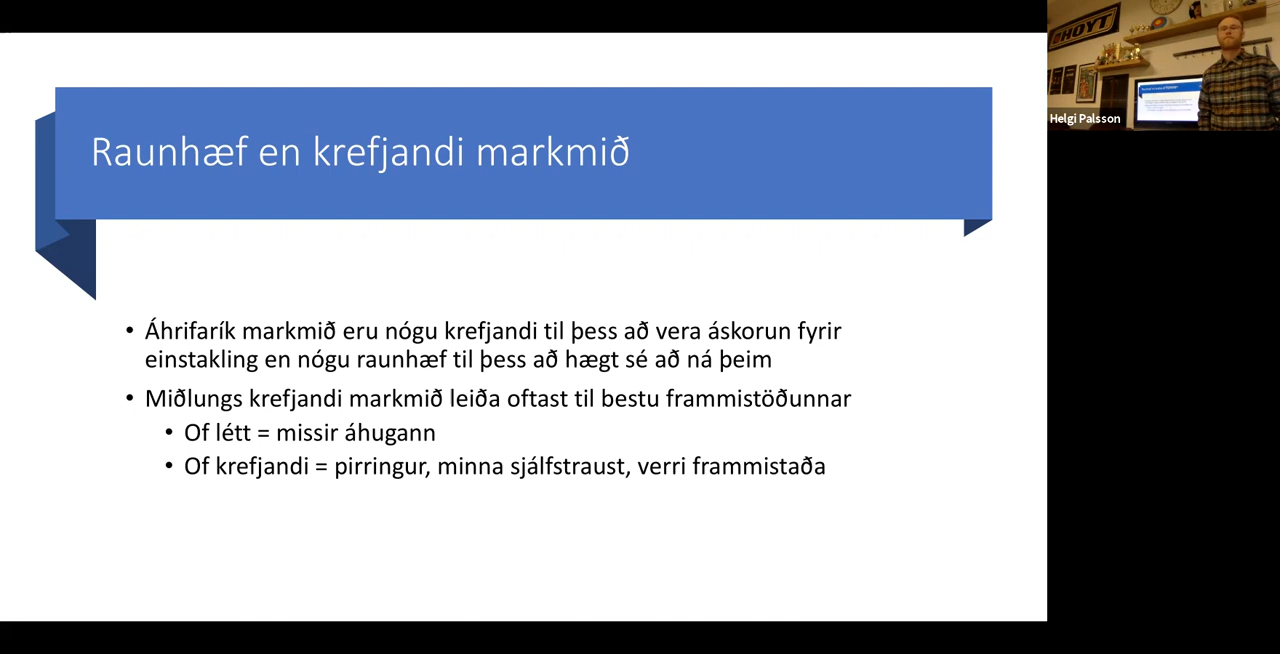 Raunhæf en krefjandi markmið
• Áhrifarík markmið eru nógu krefjandi til þess að vera áskorun fyrir
einstakling en nógu raunhæf til þess að hægt sé að ná þeim
• Miðlungs krefjandi markmið leiða oftast til bestu frammistöðunnar
• Of létt = missir áhugann
• Of krefjandi = pirringur, minna sjálfstraust, verri frammistaða
HOYT
Helgi Palsson